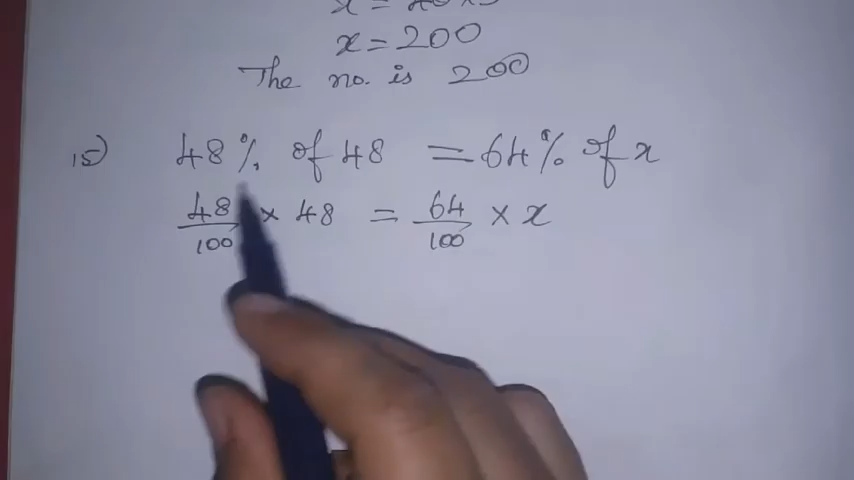 x = 200
The no. is 200
15) 48% of 48 = 64% of x
48/100 × 48 = 64/100 × x